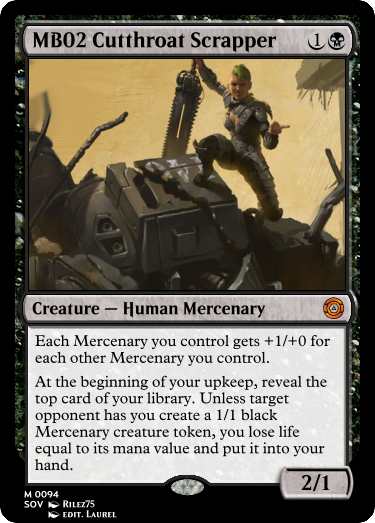 MB02 Cutthroat Scrapper 1
Creature — Human Mercenary
Each Mercenary you control gets +1/+0 for
each other Mercenary you control.
At the beginning of your upkeep, reveal the
top card of your library. Unless target
opponent has you create a 1/1 black
Mercenary creature token, you lose life
equal to its mana value and put it into your
hand.
2/1
M 0094
SOV Rilez75
EDIT. Laurel